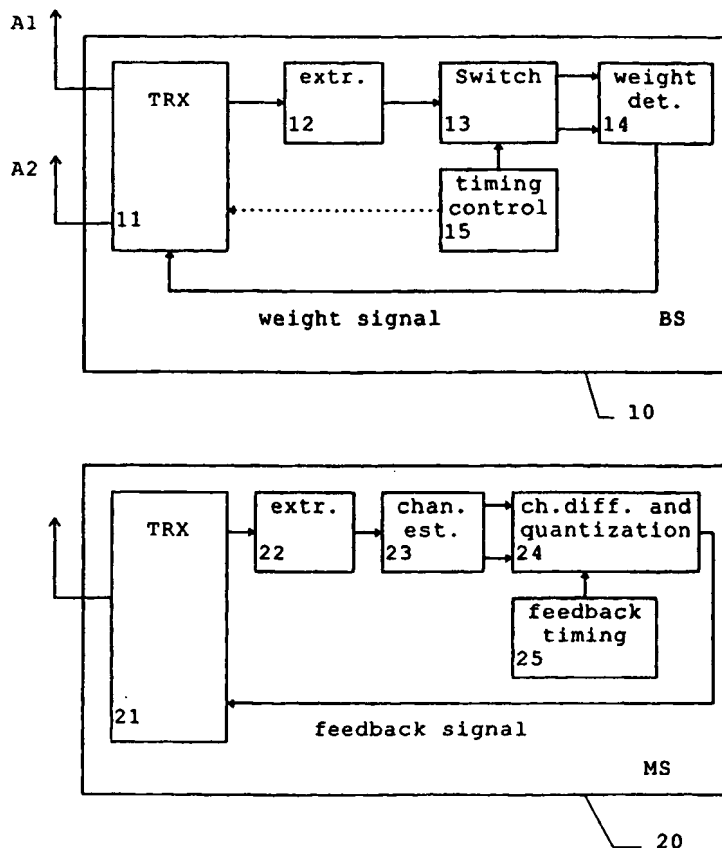 A1
TRX
extr.
12
Switch
13
weight
det.
14
A2
11
timing
control
15
weight signal
BS
10
TRX
extr.
22
chan.
est.
23
ch.diff. and
quantization
24
feedback
timing
25
21
feedback signal
MS
20